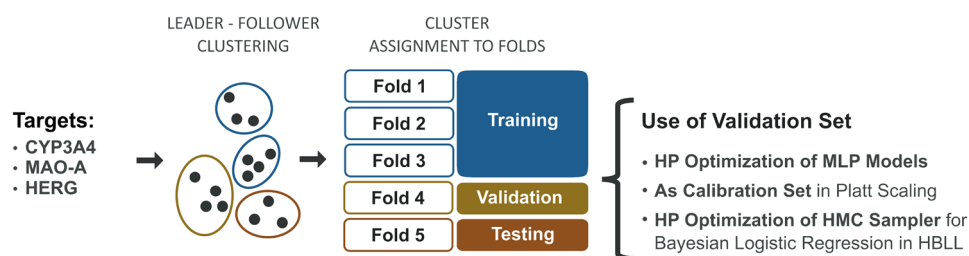 LEADER - FOLLOWER
CLUSTERING
CLUSTER
ASSIGNMENT TO FOLDS
Targets:
• CYP3A4
• MAO-A
• HERG
Fold 1
Fold 2
Fold 3
Fold 4
Fold 5
Training
Validation
Testing
Use of Validation Set
• HP Optimization of MLP Models
• As Calibration Set in Platt Scaling
• HP Optimization of HMC Sampler for
Bayesian Logistic Regression in HBLL